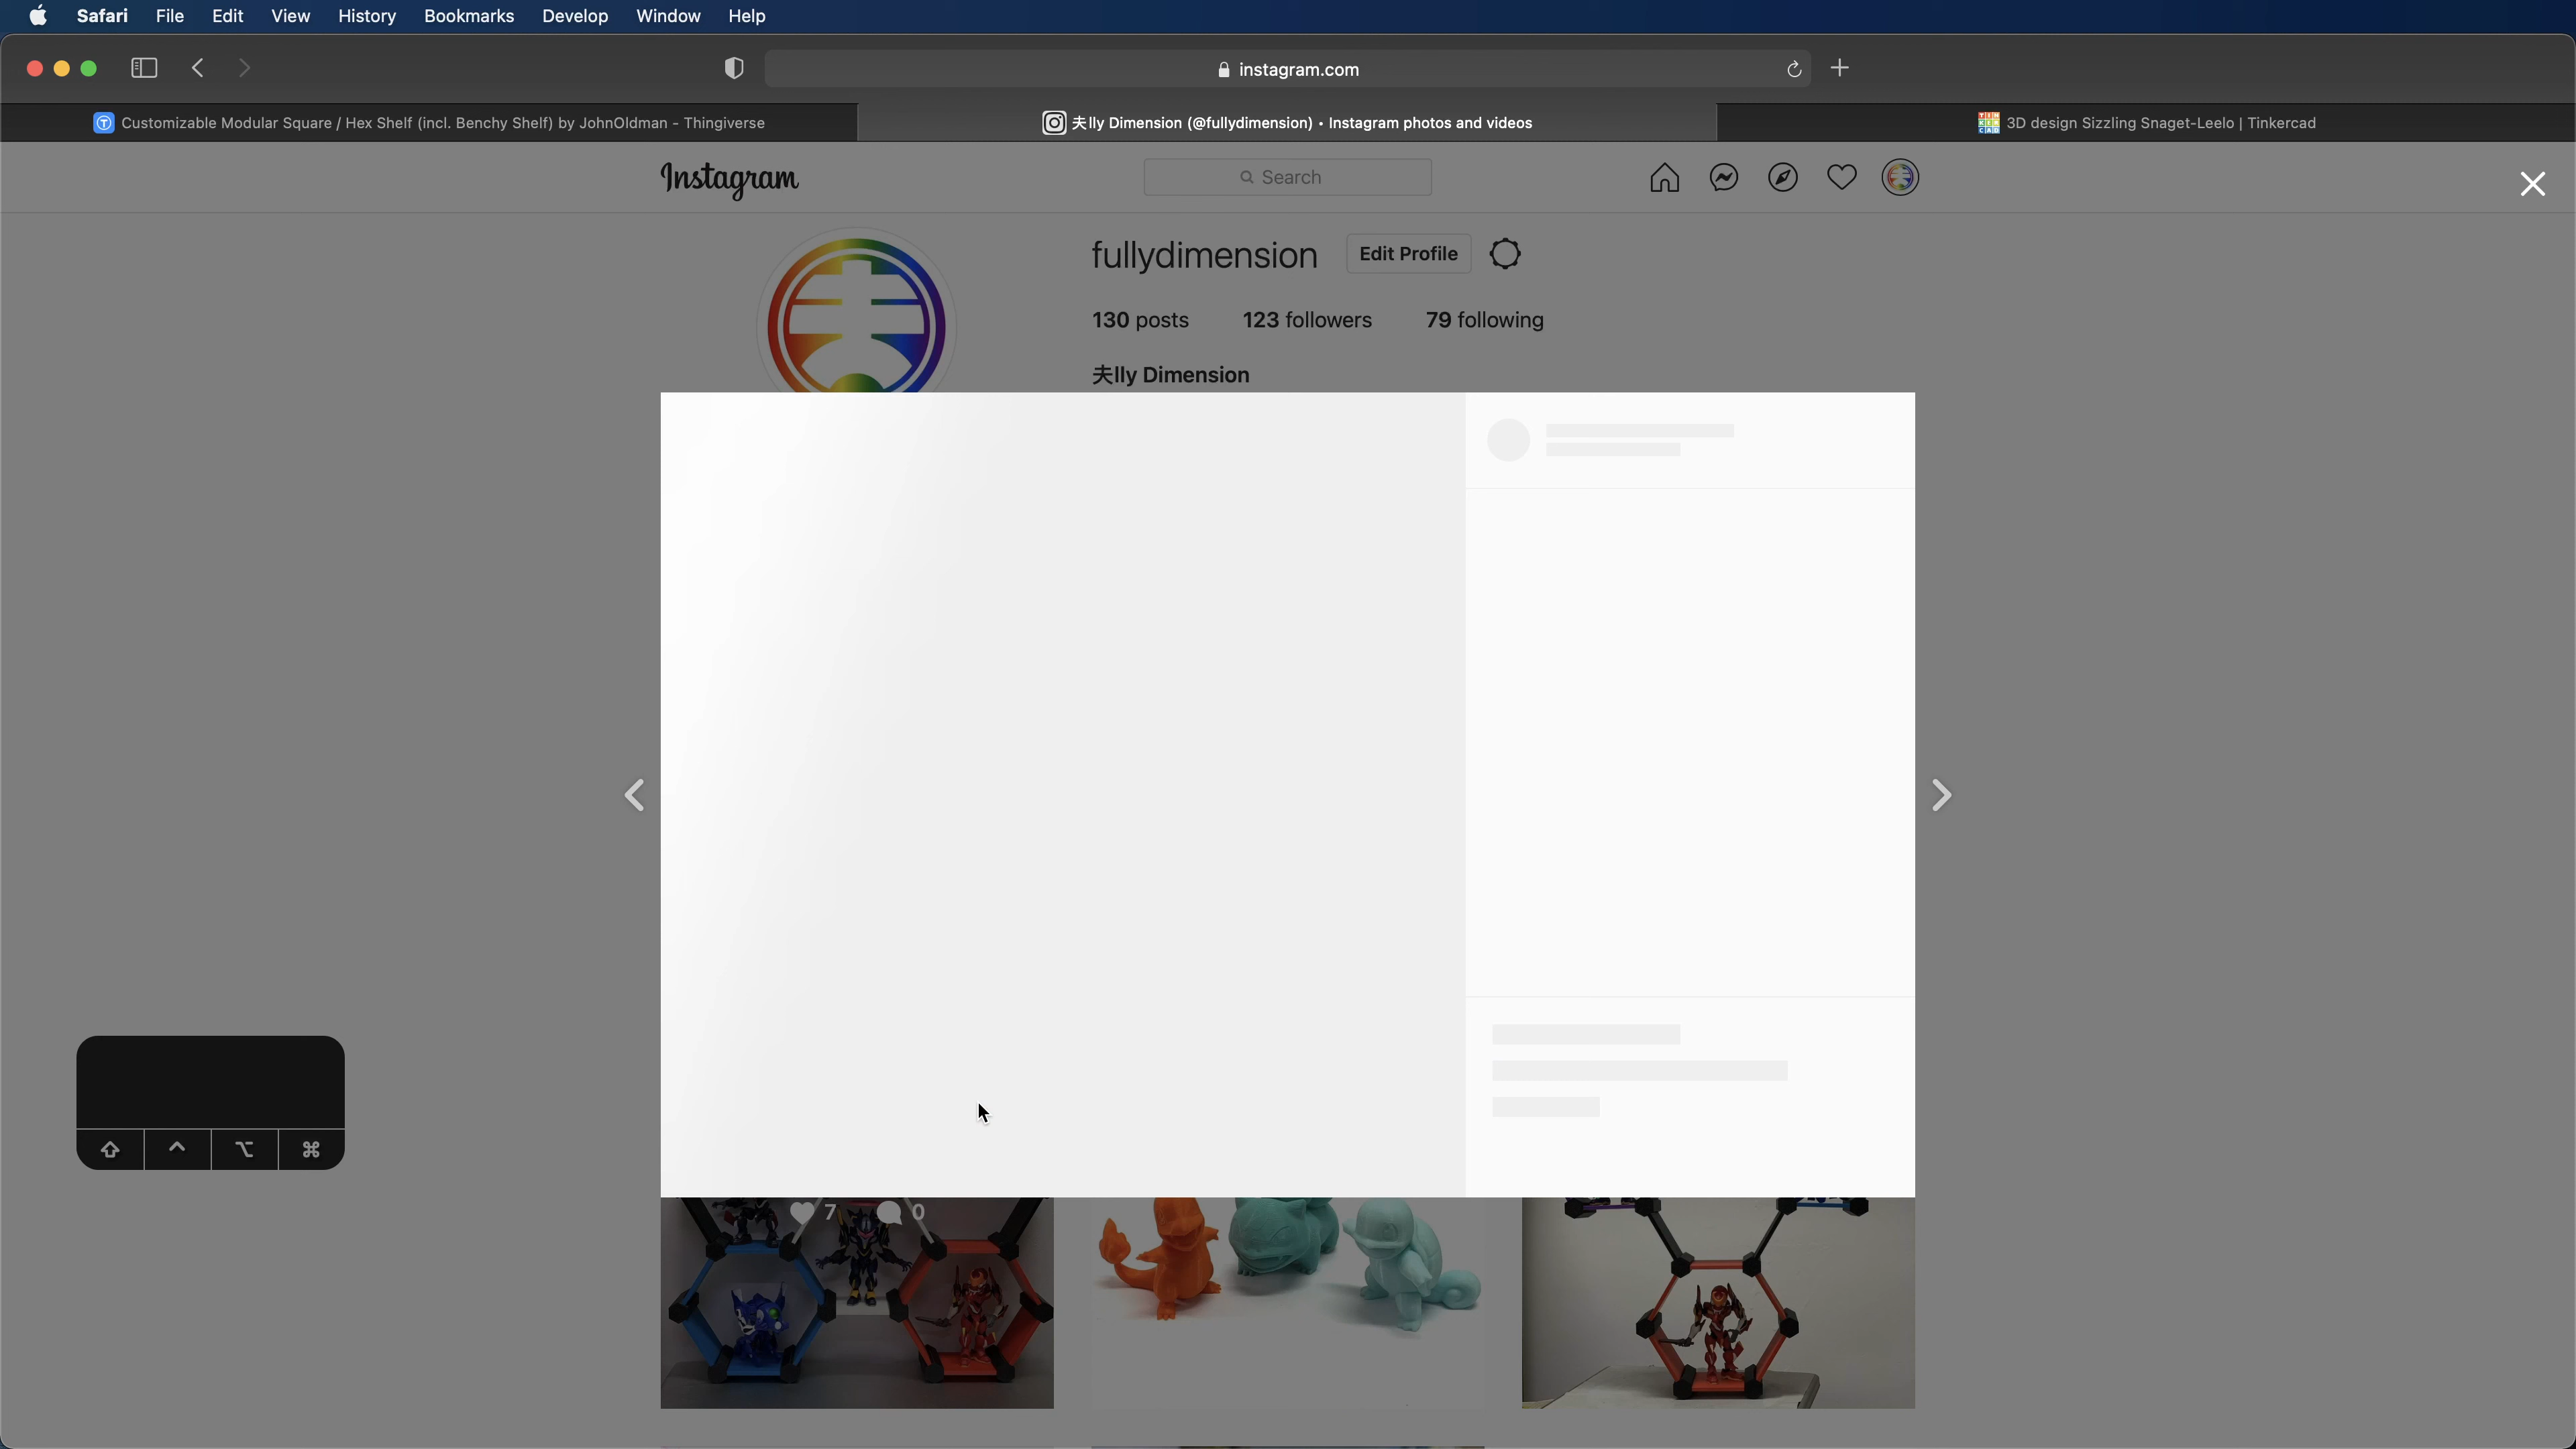 Safari File Edit View History Bookmarks Develop Window Help
instagram.com
Customizable Modular Square / Hex Shelf (incl. Benchy Shelf) by JohnOldman - Thingiverse
夫lly Dimension (@fullydimension) • Instagram photos and videos
3D design Sizzling Snaget-Leelo | Tinkercad
Instagram
Search
fullydimension
Edit Profile
130 posts
123 followers
79 following
夫lly Dimension
7
0